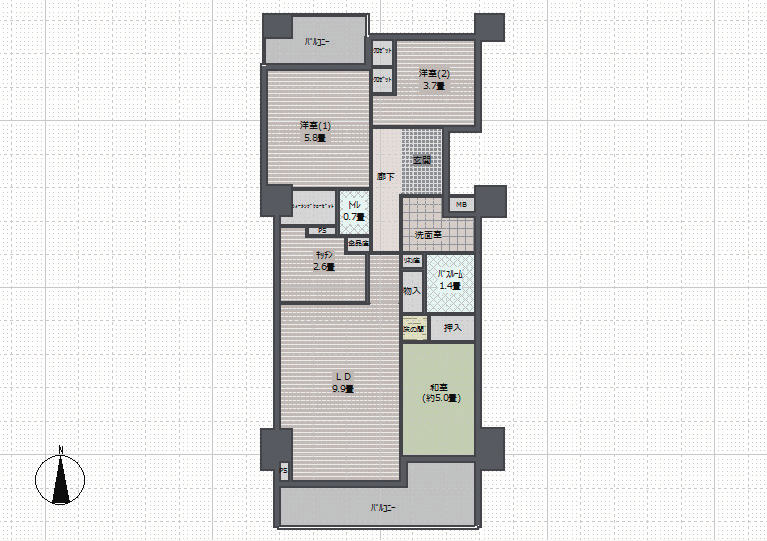 バルコニー
クロゼット
クロゼット
洋室(2)
3.7畳
洋室(1)
5.8畳
玄関
廊下
ウォークインクローゼット
トイレ
0.7畳
MB
PS
洗面室
食品庫
キッチン
2.6畳
リネン庫
バスルーム
1.4畳
物入
床の間
押入
LD
9.9畳
和室
(約5.0畳)
N
PS
バルコニー